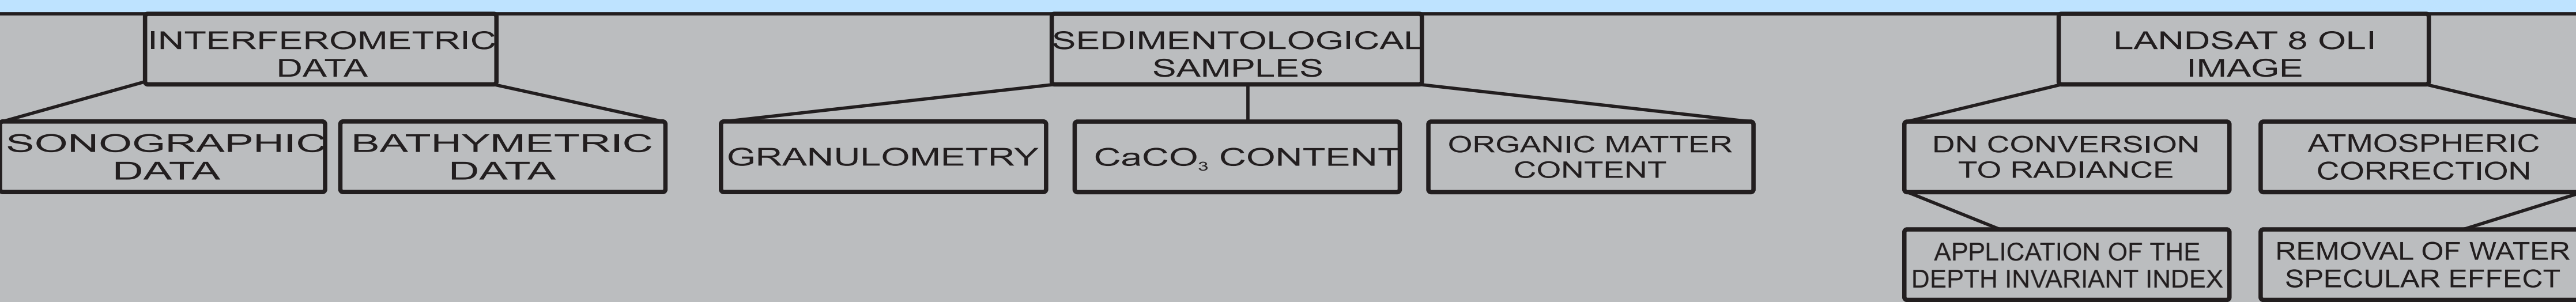 INTERFEROMETRIC
DATA
SEDIMENTOLOGICAL
SAMPLES
LANDSAT 8 OLI
IMAGE
SONOGRAPHIC
DATA
BATHYMETRIC
DATA
GRANULOMETRY
CaCO₃ CONTENT
ORGANIC MATTER
CONTENT
DN CONVERSION
TO RADIANCE
ATMOSPHERIC
CORRECTION
APPLICATION OF THE
DEPTH INVARIANT INDEX
REMOVAL OF WATER
SPECULAR EFFECT